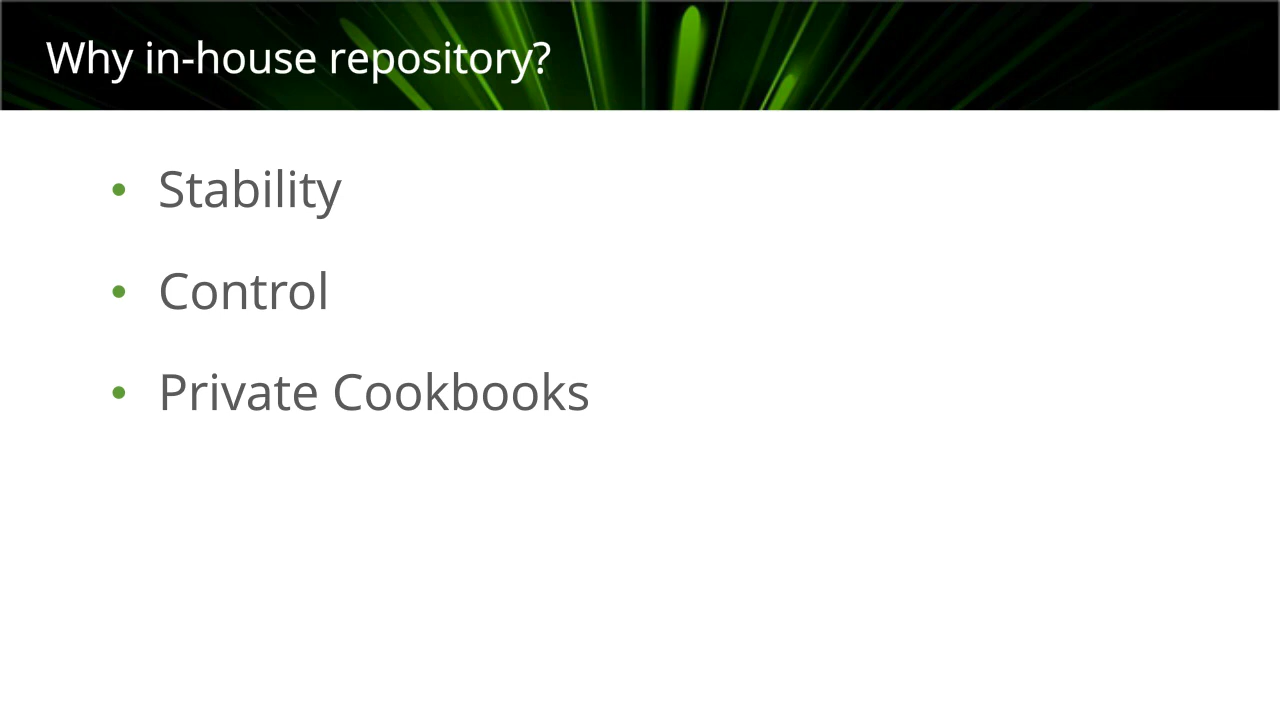 Why in-house repository?
• Stability
• Control
• Private Cookbooks